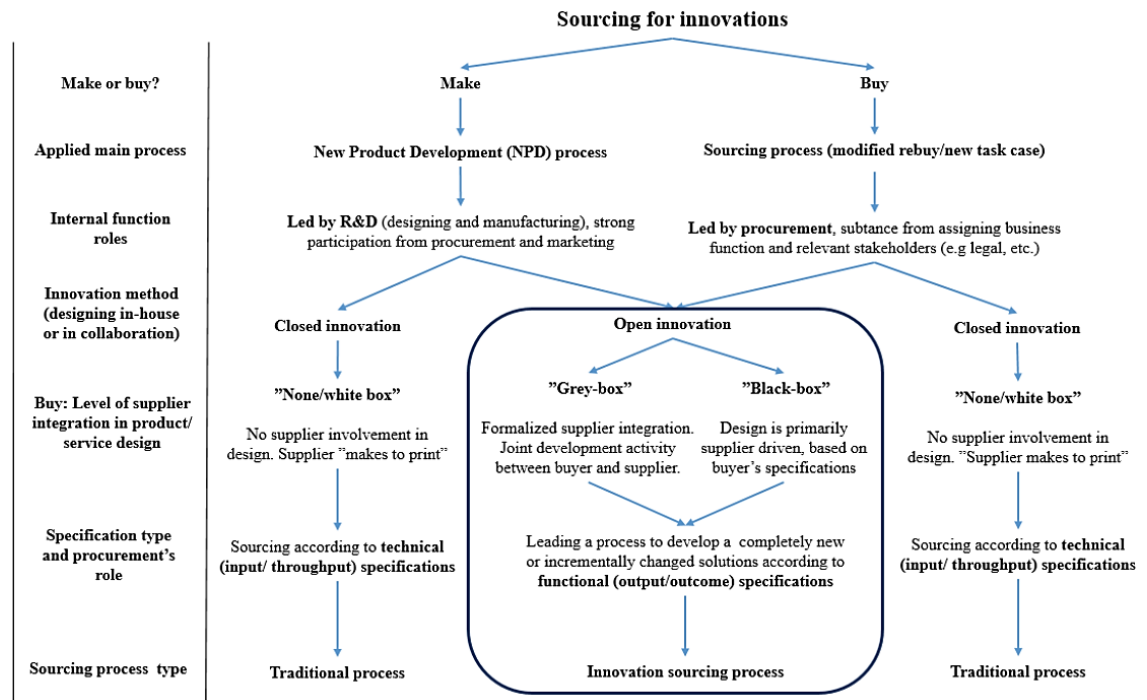 Sourcing for innovations
Make or buy?
Make
Buy
Applied main process
New Product Development (NPD) process
Sourcing process (modified rebuy/new task case)
Internal function
roles
Led by R&D (designing and manufacturing), strong
participation from procurement and marketing
Led by procurement, subtance from assigning business
function and relevant stakeholders (e.g legal, etc.)
Innovation method
(designing in-house
or in collaboration)
Closed innovation
Open innovation
Closed innovation
Buy: Level of supplier
integration in product/
service design
”None/white box”
No supplier involvement in
design. Supplier ”makes to print”
”Grey-box”
Formalized supplier integration.
Joint development activity
between buyer and supplier.
”Black-box”
Design is primarily
supplier driven, based on
buyer’s specifications
”None/white box”
No supplier involvement in
design. ”Supplier makes to print”
Specification type
and procurement’s
role
Sourcing according to technical
(input/ throughput) specifications
Leading a process to develop a completely new
or incrementally changed solutions according to
functional (output/outcome) specifications
Sourcing according to technical
(input/ throughput) specifications
Sourcing process type
Traditional process
Innovation sourcing process
Traditional process